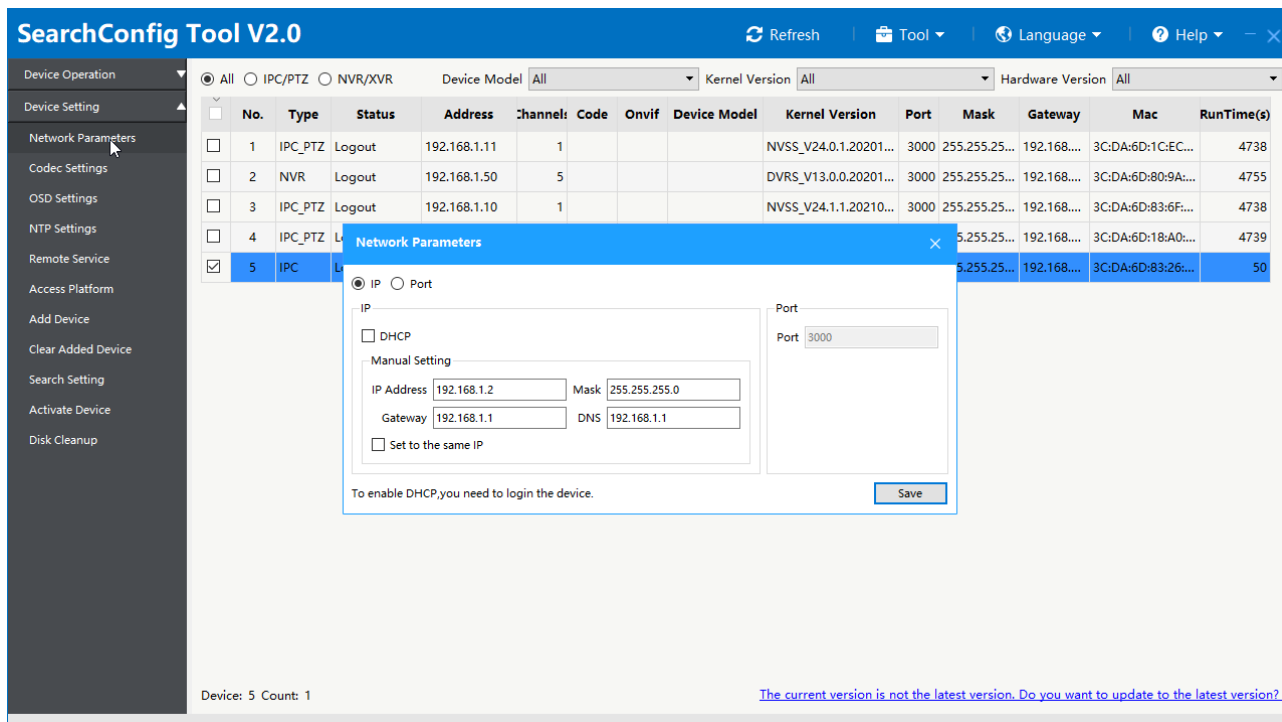 SearchConfig Tool V2.0 Refresh Tool Language Help
Device Operation
Device Setting
Network Parameters
Codec Settings
OSD Settings
NTP Settings
Remote Service
Access Platform
Add Device
Clear Added Device
Search Setting
Activate Device
Disk Cleanup
All IPC/PTZ NVR/XVR Device Model All Kernel Version All Hardware Version All
No. Type Status Address Channels Code Onvif Device Model Kernel Version Port Mask Gateway Mac RunTime(s)
1 IPC_PTZ Logout 192.168.1.11 1 NVSS_V24.0.1.20201... 3000 255.255.25... 192.168.... 3C:DA:6D:1C:EC... 4738
2 NVR Logout 192.168.1.50 5 DVRS_V13.0.0.20201... 3000 255.255.25... 192.168.... 3C:DA:6D:80:9A:... 4755
3 IPC_PTZ Logout 192.168.1.10 1 NVSS_V24.1.1.20210... 3000 255.255.25... 192.168.... 3C:DA:6D:83:6F:... 4738
4 IPC_PTZ L 5.255.25... 192.168.... 3C:DA:6D:18:A0:... 4739
5 IPC L 5.255.25... 192.168.... 3C:DA:6D:83:26:... 50
Network Parameters
IP Port
IP
DHCP
Manual Setting
IP Address 192.168.1.2 Mask 255.255.255.0
Gateway 192.168.1.1 DNS 192.168.1.1
Set to the same IP
Port
Port 3000
To enable DHCP,you need to login the device. Save
Device: 5 Count: 1 The current version is not the latest version. Do you want to update to the latest version?